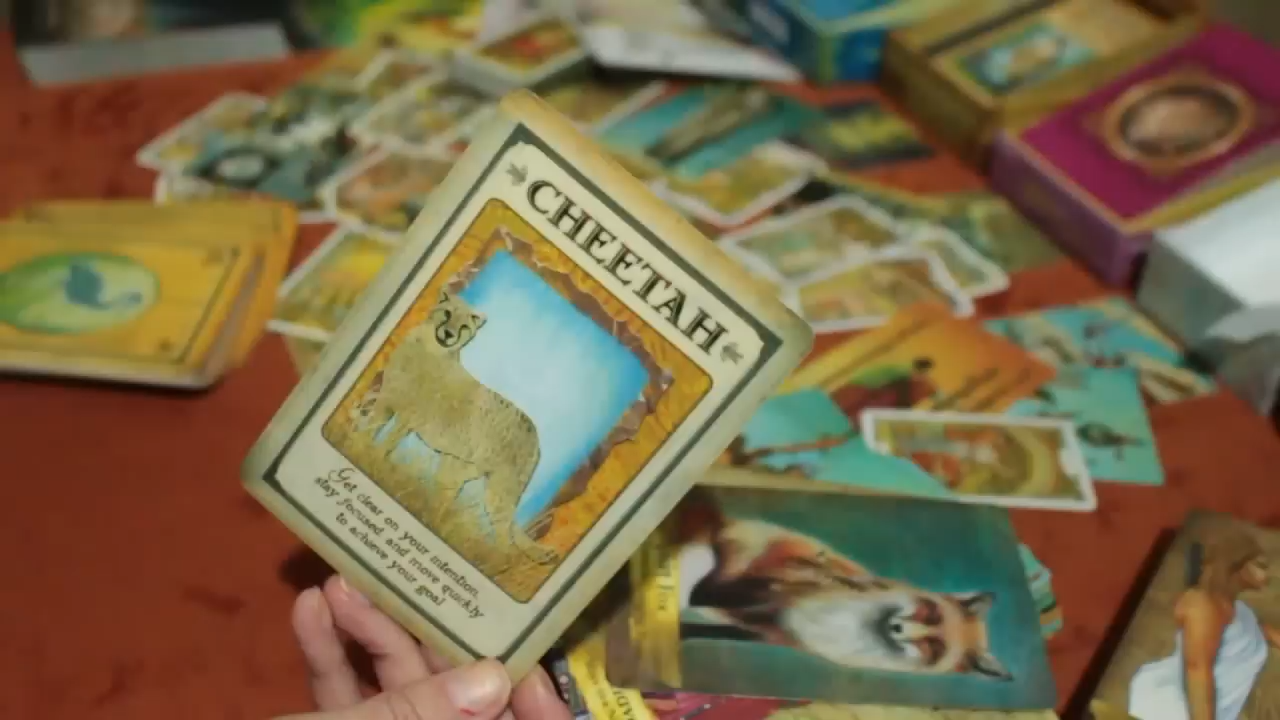 CHEETAH
Get clear on your intention,
stay focused and move quickly
to achieve your goal